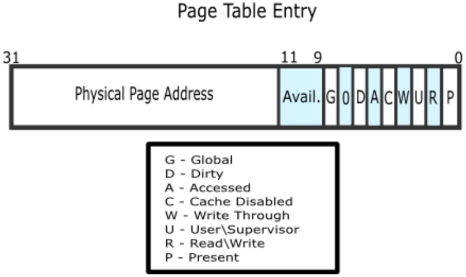 Page Table Entry
31 11 9 0
Physical Page Address Avail. G 0 D A C W U R P
G - Global
D - Dirty
A - Accessed
C - Cache Disabled
W - Write Through
U - User\Supervisor
R - Read\Write
P - Present